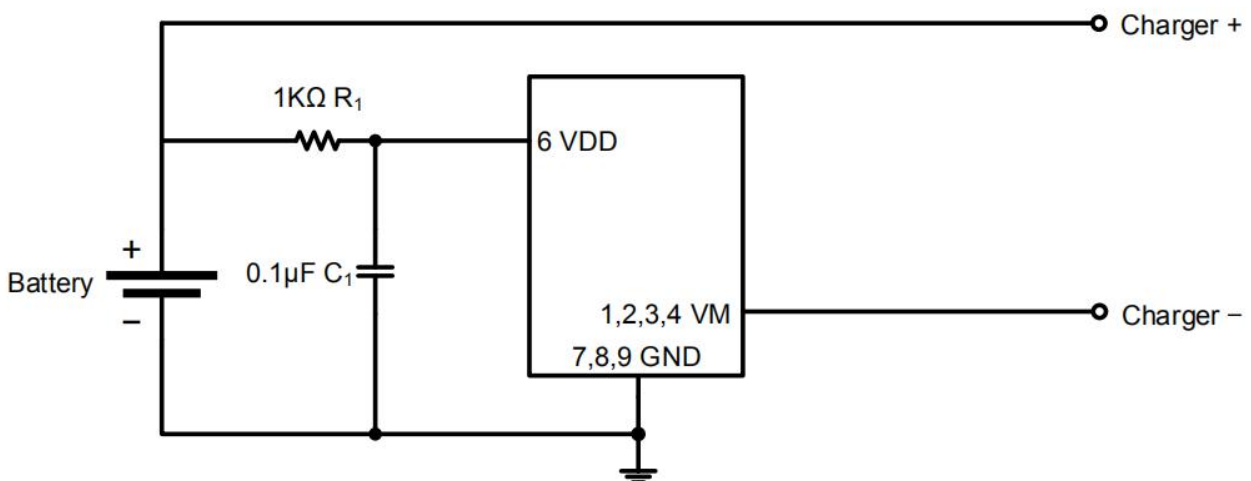 Charger +
1KΩ R₁
6 VDD
+
Battery
–
0.1µF C₁
1,2,3,4 VM
Charger –
7,8,9 GND